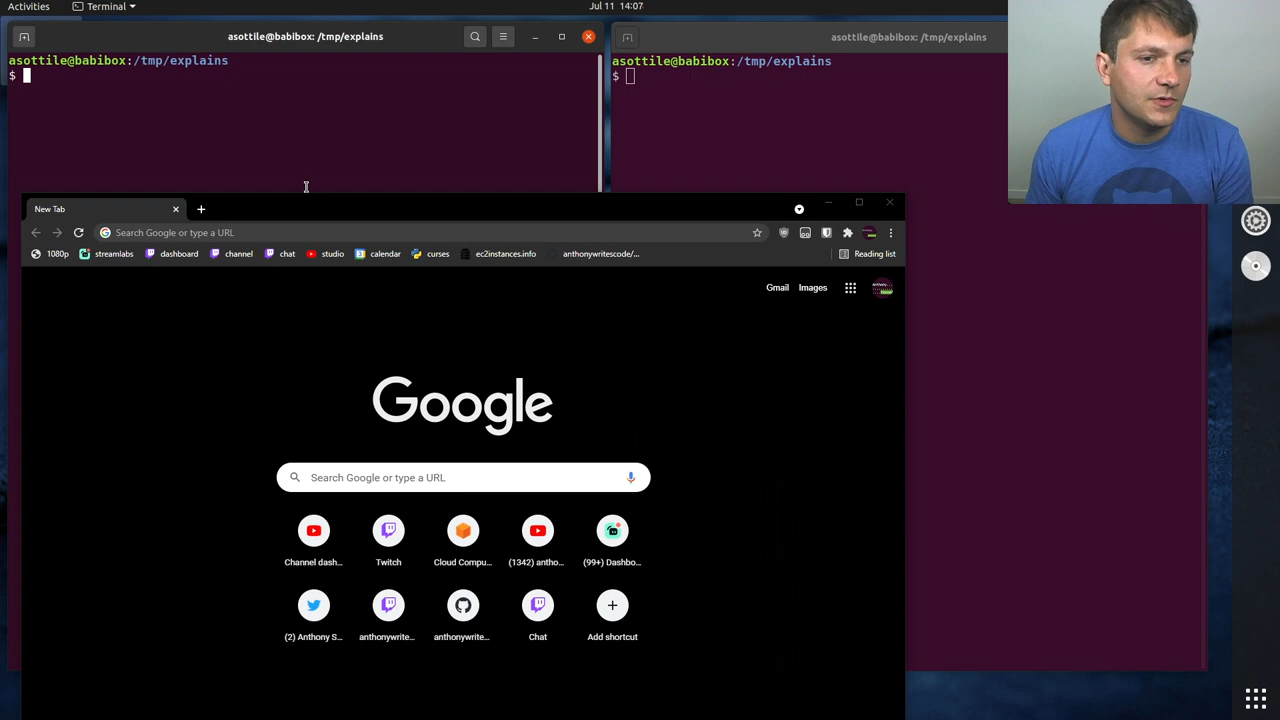 Activities
Terminal
Jul 11 14:07
asottile@babibox: /tmp/explains
asottile@babibox: /tmp/explains
asottile@babibox:/tmp/explains
$
asottile@babibox:/tmp/explains
$
New Tab
Search Google or type a URL
1080p
streamlabs
dashboard
channel
chat
studio
calendar
curses
ec2instances.info
anthonywritescode/...
Reading list
Gmail
Images
Google
Search Google or type a URL
Channel dash...
Twitch
Cloud Compu...
(1342) antho...
(99+) Dashbo...
(2) Anthony S...
anthonywrite...
anthonywrite...
Chat
Add shortcut